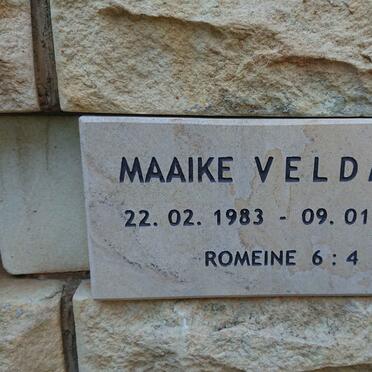 MAAIKE VELD
22. 02. 1983 - 09. 01
ROMEINE 6 : 4